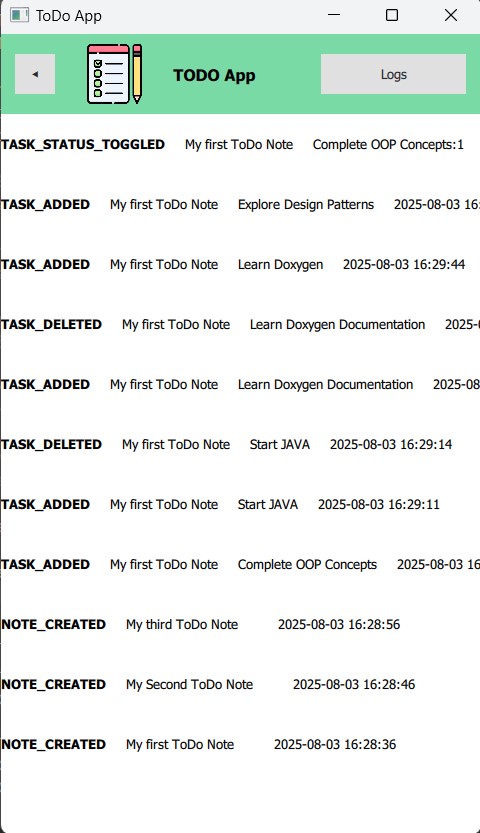 ToDo App
TODO App
Logs
TASK_STATUS_TOGGLED My first ToDo Note Complete OOP Concepts:1
TASK_ADDED My first ToDo Note Explore Design Patterns 2025-08-03 16:
TASK_ADDED My first ToDo Note Learn Doxygen 2025-08-03 16:29:44
TASK_DELETED My first ToDo Note Learn Doxygen Documentation 2025-0
TASK_ADDED My first ToDo Note Learn Doxygen Documentation 2025-08
TASK_DELETED My first ToDo Note Start JAVA 2025-08-03 16:29:14
TASK_ADDED My first ToDo Note Start JAVA 2025-08-03 16:29:11
TASK_ADDED My first ToDo Note Complete OOP Concepts 2025-08-03 16
NOTE_CREATED My third ToDo Note 2025-08-03 16:28:56
NOTE_CREATED My Second ToDo Note 2025-08-03 16:28:46
NOTE_CREATED My first ToDo Note 2025-08-03 16:28:36